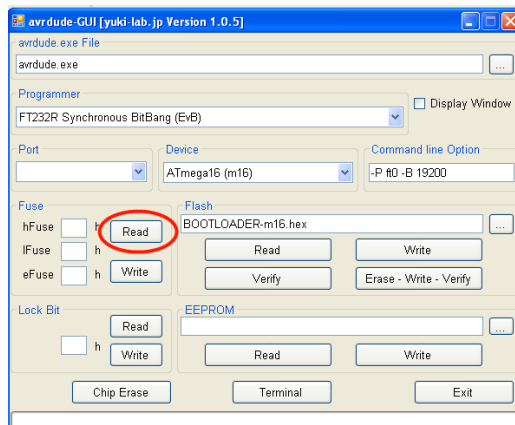 avrdude-GUI [yuki-lab.jp Version 1.0.5]
avrdude.exe File
avrdude.exe
...
Programmer
FT232R Synchronous BitBang (EvB)
Display Window
Port
Device
ATmega16 (m16)
Command line Option
-P ft0 -B 19200
Fuse
hFuse h
Read
lFuse h
eFuse h
Write
Flash
BOOTLOADER-m16.hex
...
Read Write
Verify Erase - Write - Verify
Lock Bit
Read
h
Write
EEPROM
...
Read Write
Chip Erase Terminal Exit